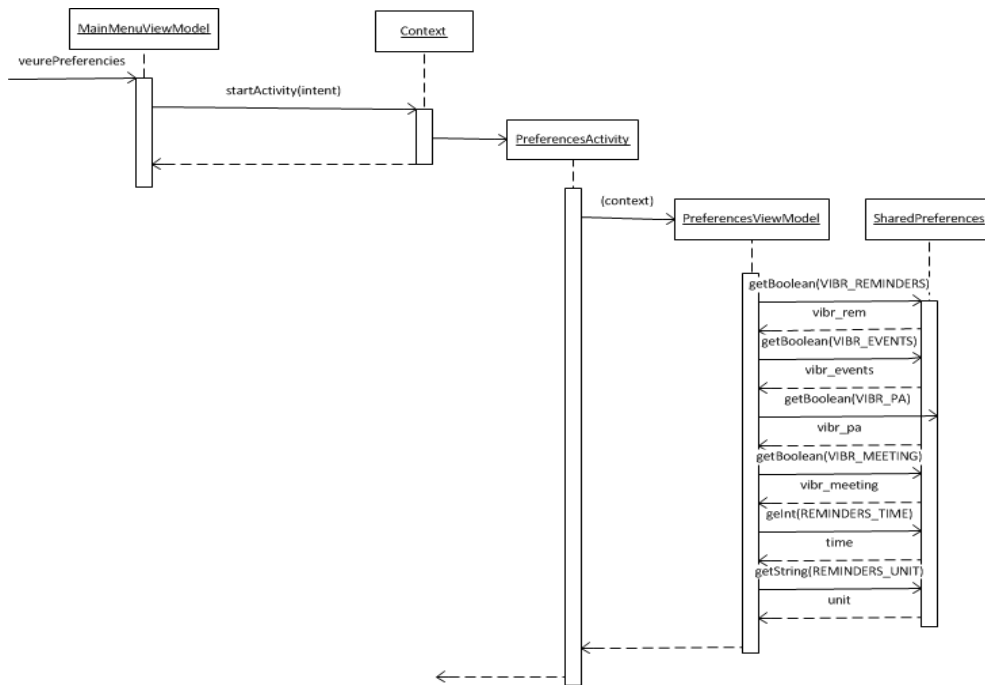 MainMenuViewModel
Context
veurePreferencies
startActivity(intent)
PreferencesActivity
(context)
PreferencesViewModel
SharedPreferences
getBoolean(VIBR_REMINDERS)
vibr_rem
getBoolean(VIBR_EVENTS)
vibr_events
getBoolean(VIBR_PA)
vibr_pa
getBoolean(VIBR_MEETING)
vibr_meeting
geInt(REMINDERS_TIME)
time
getString(REMINDERS_UNIT)
unit